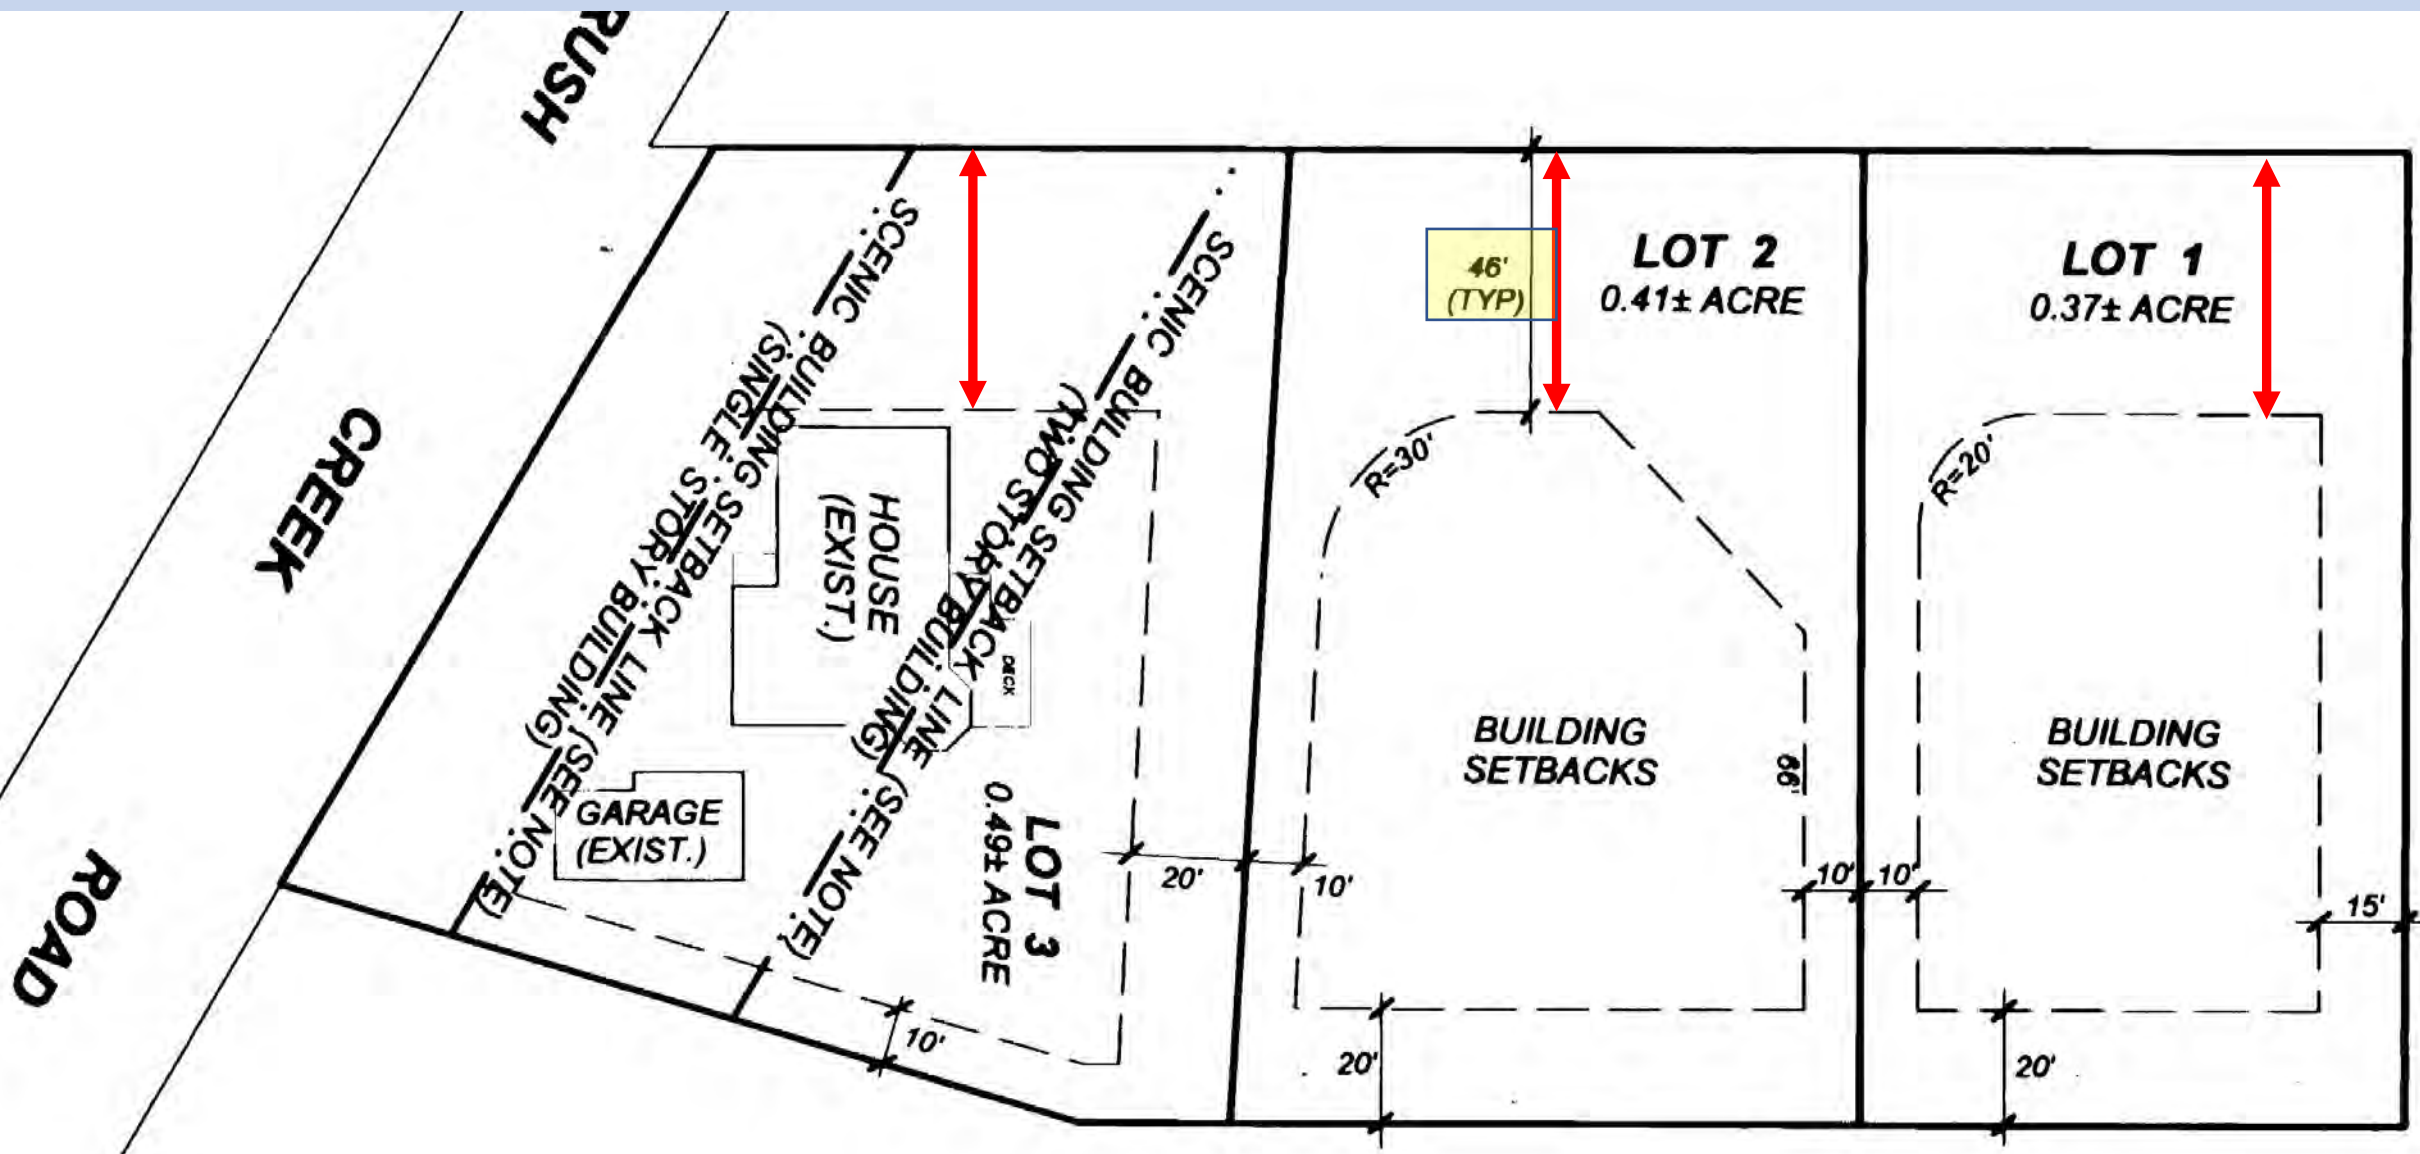 RUSH
CREEK
ROAD
SCENIC BUILDING SETBACK LINE (SEE NOTE)
(SINGLE STORY BUILDING)
SCENIC BUILDING SETBACK LINE (SEE NOTE)
(TWO STORY BUILDING)
HOUSE
(EXIST.)
DECK
GARAGE
(EXIST.)
LOT 3
0.49± ACRE
10'
20'
10'
46'
(TYP)
LOT 2
0.41± ACRE
R=30'
BUILDING
SETBACKS
66'
10'
20'
LOT 1
0.37± ACRE
R=20'
BUILDING
SETBACKS
10'
15'
20'